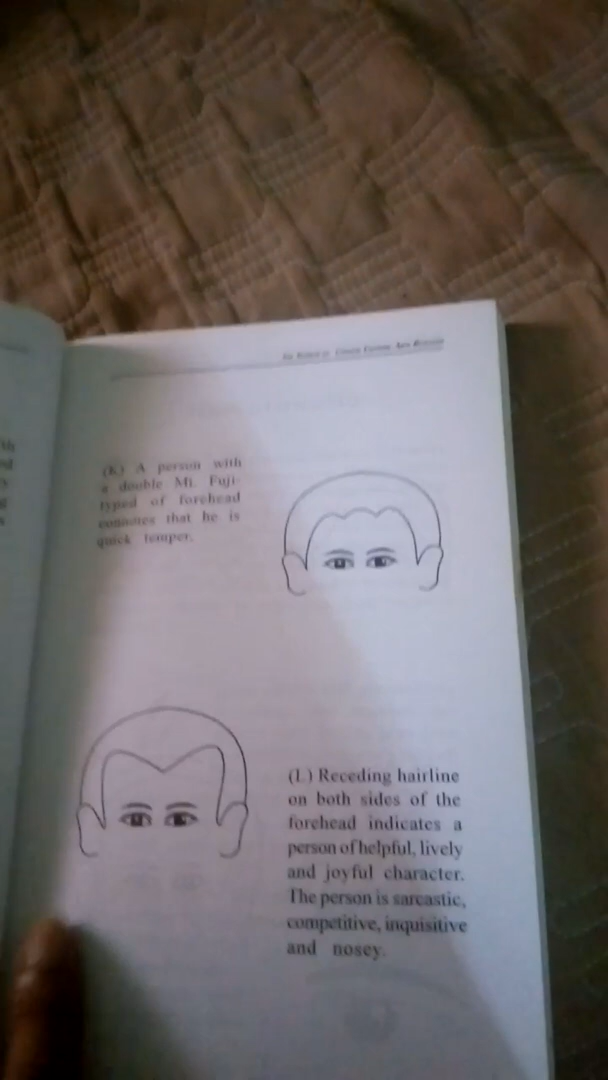 (K) A person with
a double Mt. Fuji-
typed of forehead
connotes that he is
quick temper.
(L) Receding hairline
on both sides of the
forehead indicates a
person of helpful, lively
and joyful character.
The person is sarcastic,
competitive, inquisitive
and nosey.